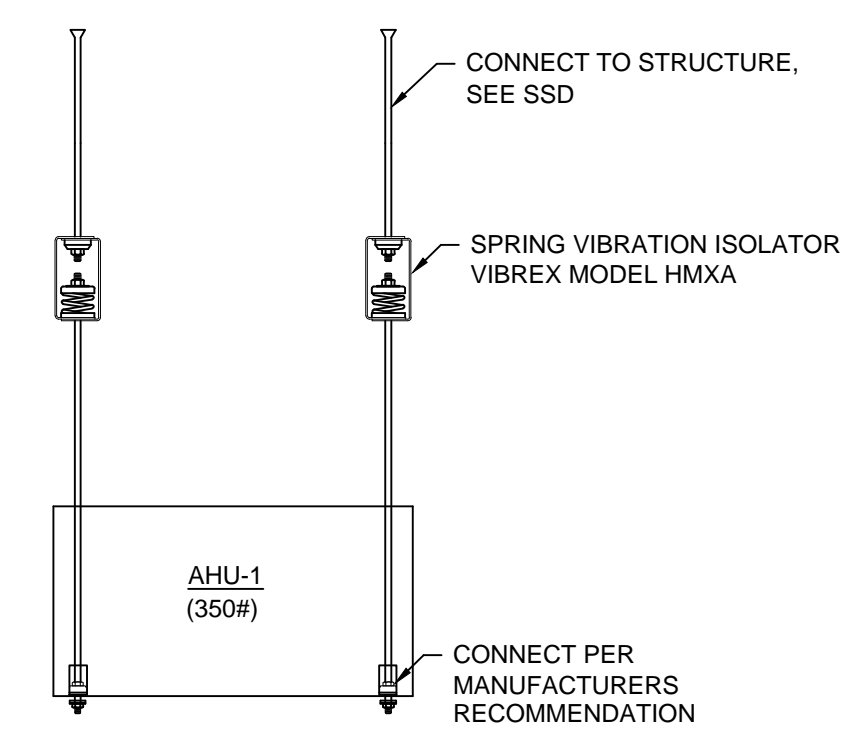 CONNECT TO STRUCTURE,
SEE SSD
SPRING VIBRATION ISOLATOR
VIBREX MODEL HMXA
AHU-1
(350#)
CONNECT PER
MANUFACTURERS
RECOMMENDATION